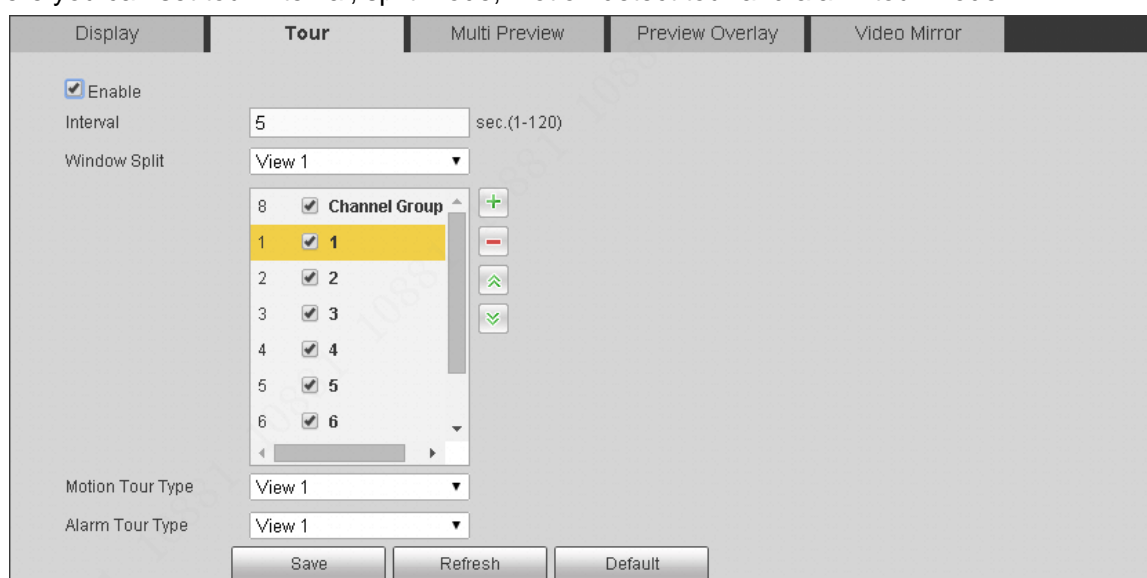 Display Tour Multi Preview Preview Overlay Video Mirror
Enable
Interval 5 sec.(1-120)
Window Split View 1
8 Channel Group
1 1
2 2
3 3
4 4
5 5
6 6
Motion Tour Type View 1
Alarm Tour Type View 1
Save Refresh Default